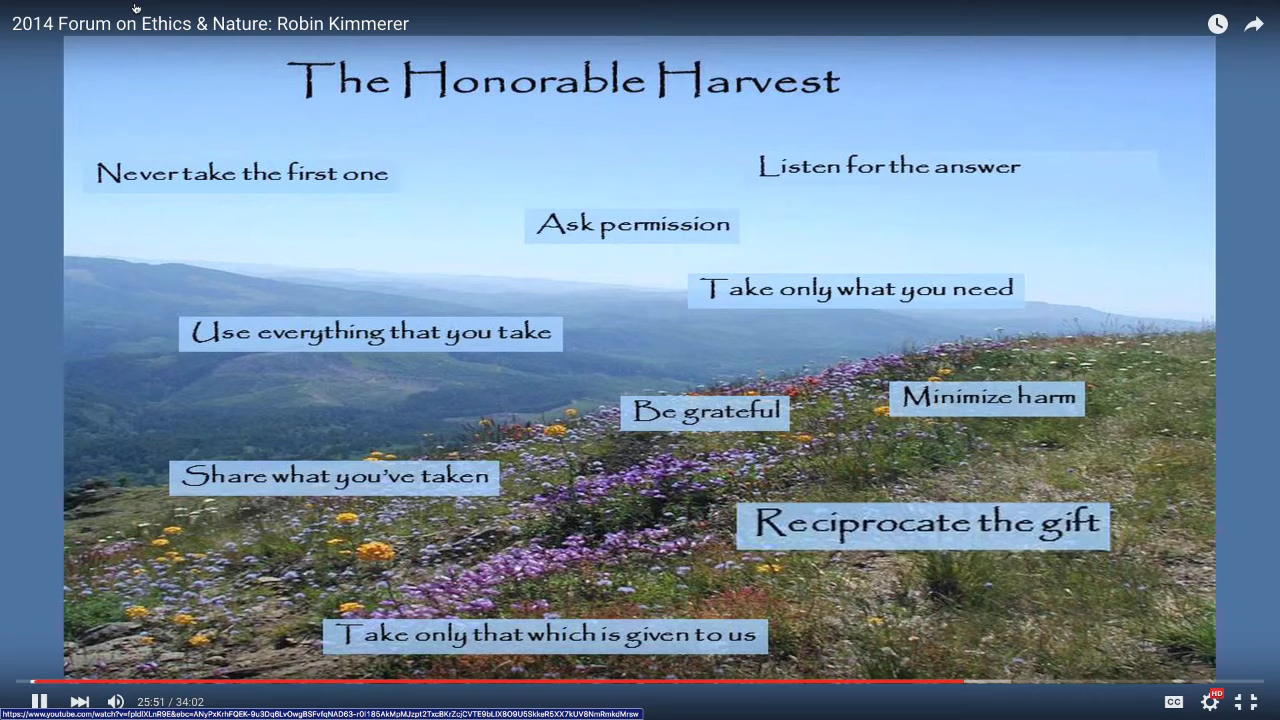 2014 Forum on Ethics & Nature: Robin Kimmerer
The Honorable Harvest
Never take the first one
Listen for the answer
Ask permission
Take only what you need
Use everything that you take
Minimize harm
Be grateful
Share what you've taken
Reciprocate the gift
Take only that which is given to us
25:51 / 34:02
CC
HD